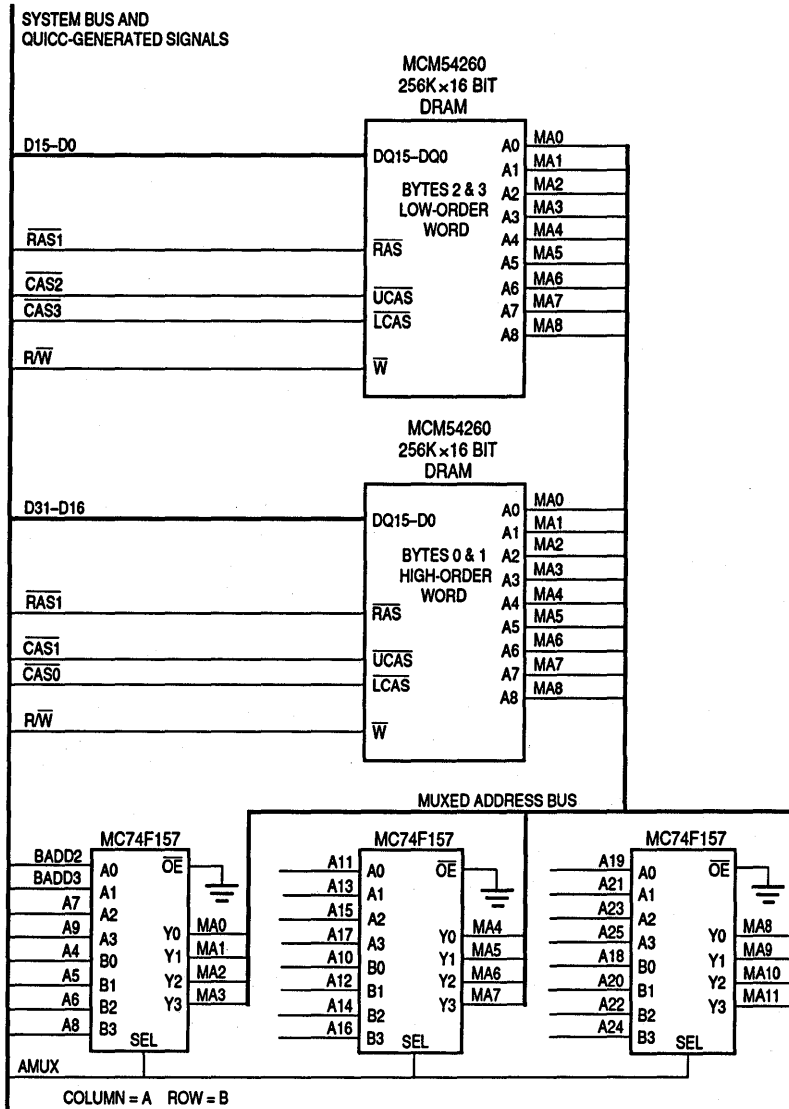 SYSTEM BUS AND
QUICC-GENERATED SIGNALS
MCM54260
256K×16 BIT
DRAM
D15–D0
DQ15–DQ0
BYTES 2 & 3
LOW-ORDER
WORD
RAS1
RAS
CAS2
UCAS
CAS3
LCAS
R/W
W
A0 MA0
A1 MA1
A2 MA2
A3 MA3
A4 MA4
A5 MA5
A6 MA6
A7 MA7
A8 MA8
MCM54260
256K×16 BIT
DRAM
D31–D16
DQ15–D0
BYTES 0 & 1
HIGH-ORDER
WORD
RAS1
RAS
CAS1
UCAS
CAS0
LCAS
R/W
W
A0 MA0
A1 MA1
A2 MA2
A3 MA3
A4 MA4
A5 MA5
A6 MA6
A7 MA7
A8 MA8
MUXED ADDRESS BUS
MC74F157
BADD2 A0
BADD3 A1
A7 A2
A9 A3
A4 B0
A5 B1
A6 B2
A8 B3
OE
Y0 MA0
Y1 MA1
Y2 MA2
Y3 MA3
SEL
MC74F157
A11 A0
A13 A1
A15 A2
A17 A3
A10 B0
A12 B1
A14 B2
A16 B3
OE
Y0 MA4
Y1 MA5
Y2 MA6
Y3 MA7
SEL
MC74F157
A19 A0
A21 A1
A23 A2
A25 A3
A18 B0
A20 B1
A22 B2
A24 B3
OE
Y0 MA8
Y1 MA9
Y2 MA10
Y3 MA11
SEL
AMUX
COLUMN = A ROW = B